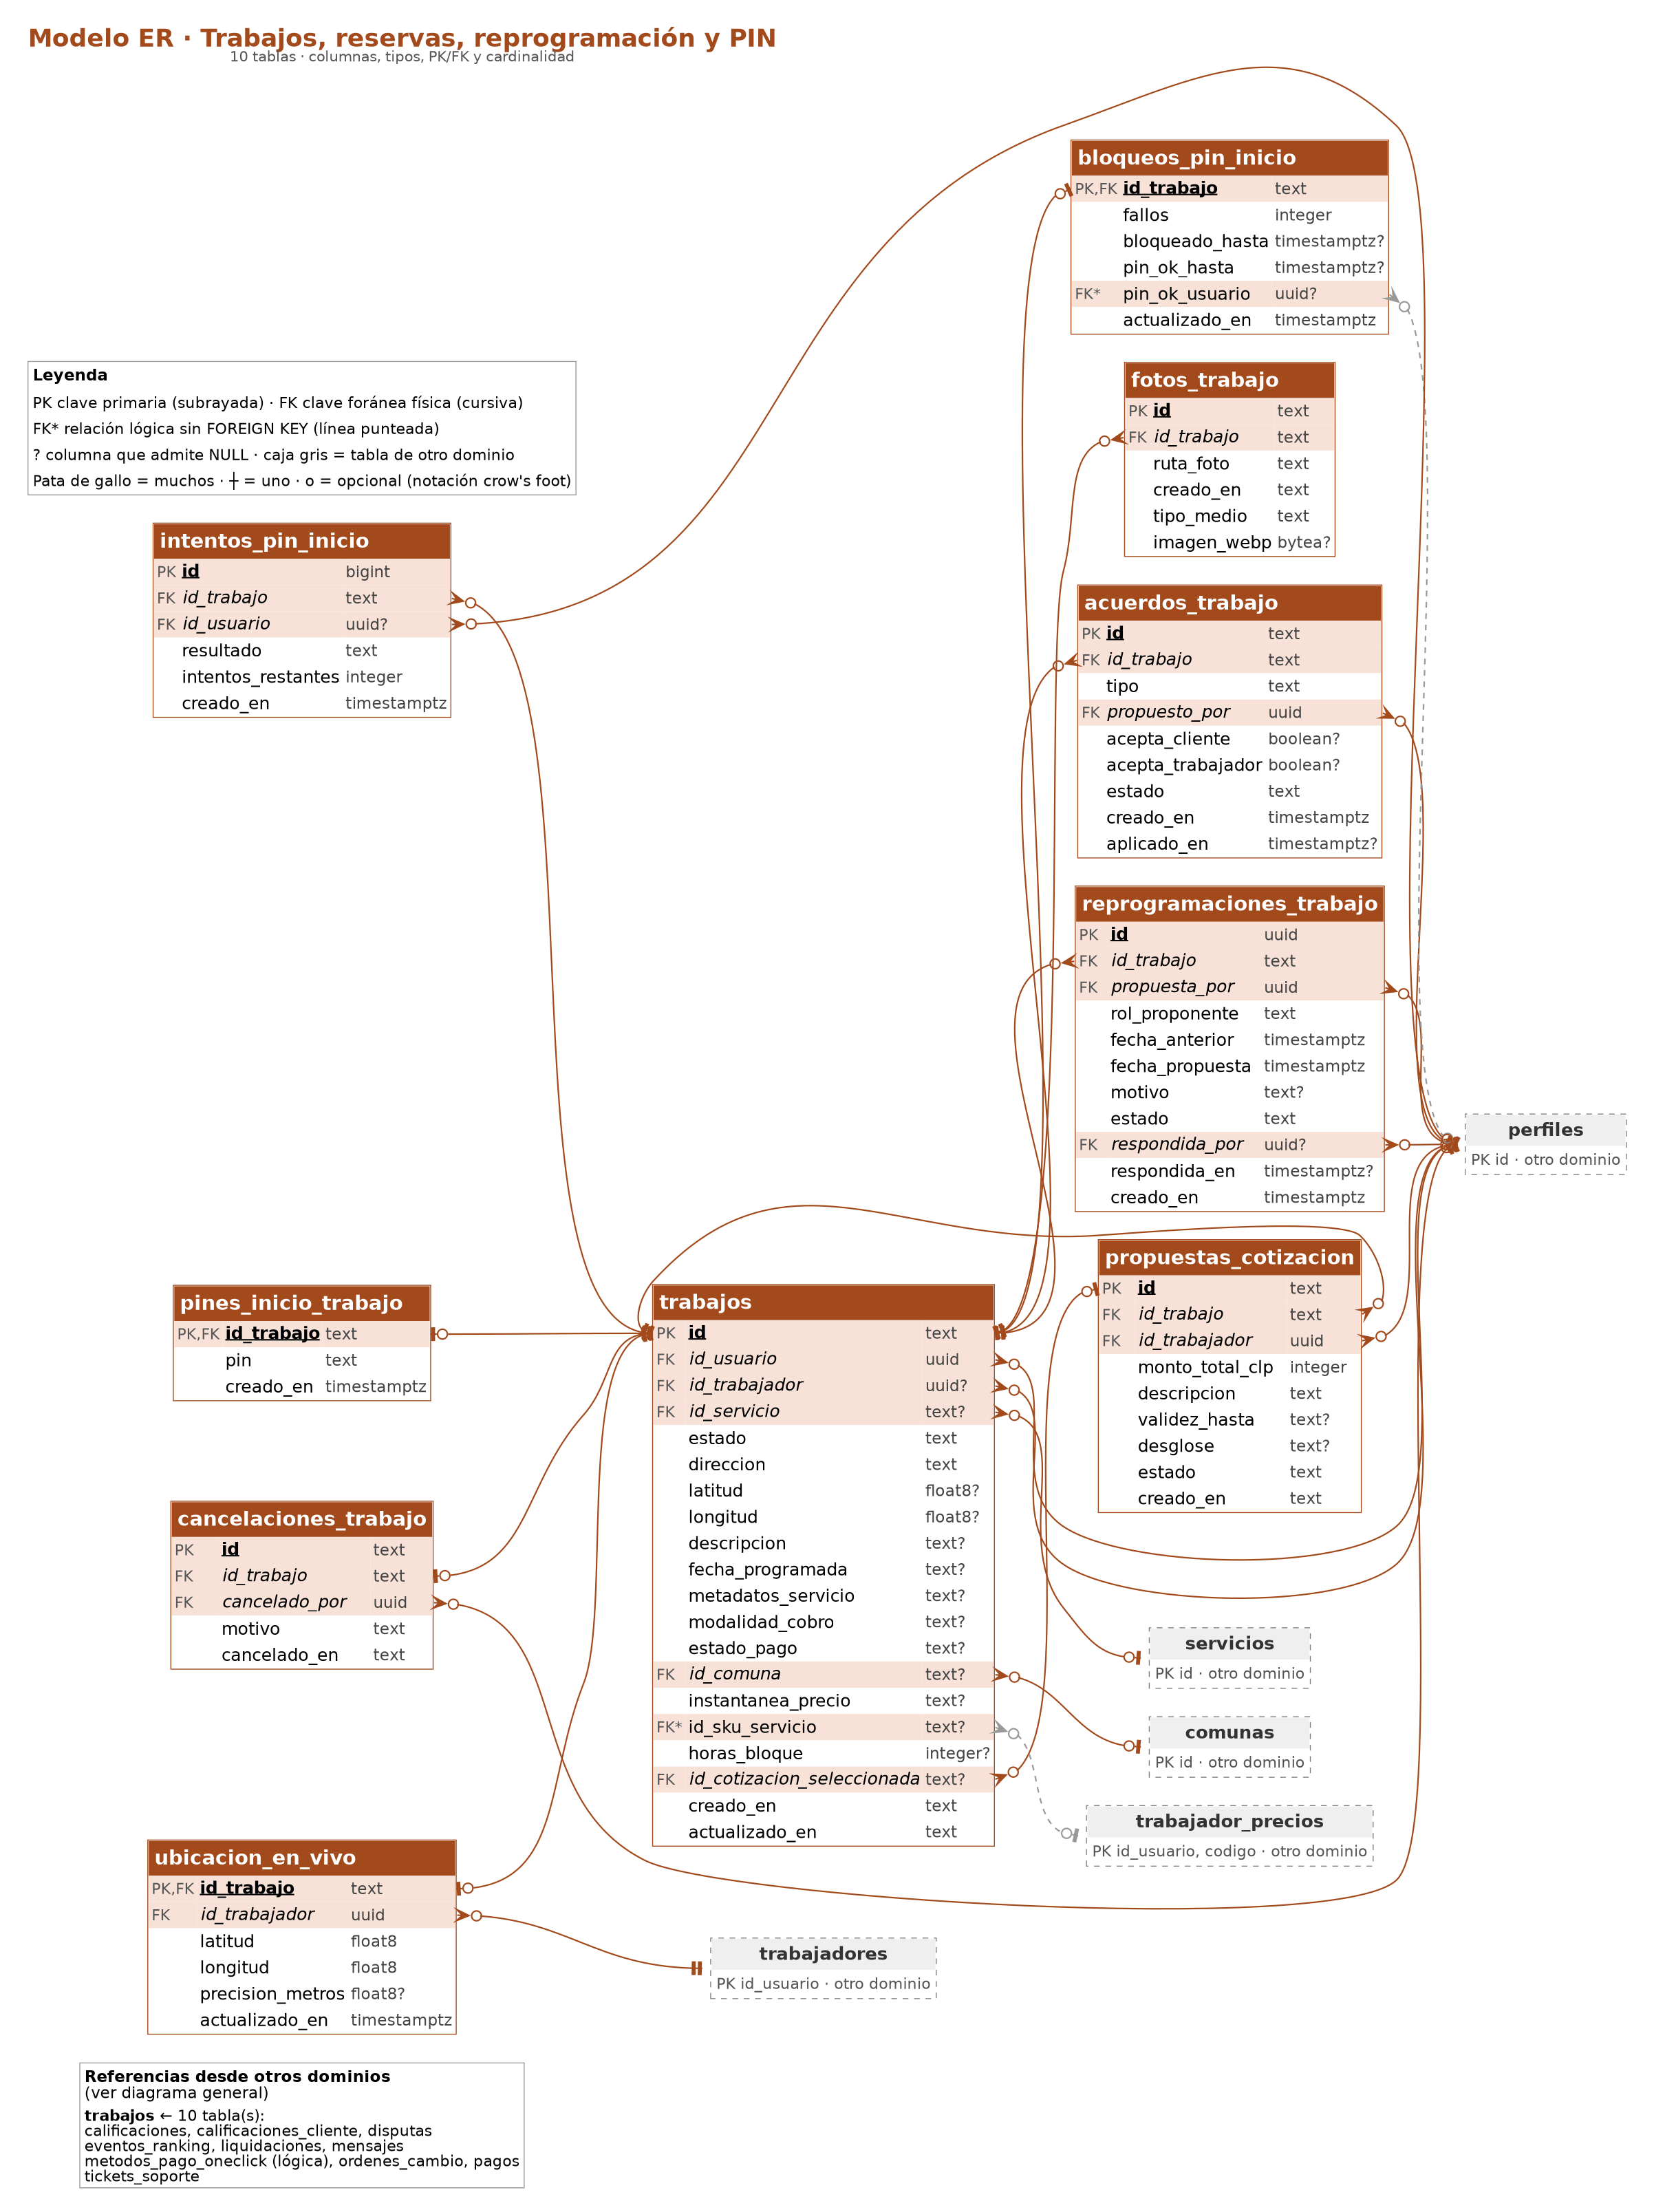 Modelo ER · Trabajos, reservas, reprogramación y PIN
10 tablas · columnas, tipos, PK/FK y cardinalidad
bloqueos_pin_inicio
PK,FK id_trabajo text
fallos integer
bloqueado_hasta timestamptz?
pin_ok_hasta timestamptz?
FK* pin_ok_usuario uuid?
actualizado_en timestamptz
Leyenda
PK clave primaria (subrayada) · FK clave foránea física (cursiva)
FK* relación lógica sin FOREIGN KEY (línea punteada)
? columna que admite NULL · caja gris = tabla de otro dominio
Pata de gallo = muchos · ┼ = uno · o = opcional (notación crow's foot)
fotos_trabajo
PK id text
FK id_trabajo text
ruta_foto text
creado_en text
tipo_medio text
imagen_webp bytea?
intentos_pin_inicio
PK id bigint
FK id_trabajo text
FK id_usuario uuid?
resultado text
intentos_restantes integer
creado_en timestamptz
acuerdos_trabajo
PK id text
FK id_trabajo text
tipo text
FK propuesto_por uuid
acepta_cliente boolean?
acepta_trabajador boolean?
estado text
creado_en timestamptz
aplicado_en timestamptz?
reprogramaciones_trabajo
PK id uuid
FK id_trabajo text
FK propuesta_por uuid
rol_proponente text
fecha_anterior timestamptz
fecha_propuesta timestamptz
motivo text?
estado text
FK respondida_por uuid?
respondida_en timestamptz?
creado_en timestamptz
perfiles
PK id · otro dominio
propuestas_cotizacion
PK id text
FK id_trabajo text
FK id_trabajador uuid
monto_total_clp integer
descripcion text
validez_hasta text?
desglose text?
estado text
creado_en text
pines_inicio_trabajo
PK,FK id_trabajo text
pin text
creado_en timestamptz
trabajos
PK id text
FK id_usuario uuid
FK id_trabajador uuid?
FK id_servicio text?
estado text
direccion text
latitud float8?
longitud float8?
descripcion text?
fecha_programada text?
metadatos_servicio text?
modalidad_cobro text?
estado_pago text?
FK id_comuna text?
instantanea_precio text?
FK* id_sku_servicio text?
horas_bloque integer?
FK id_cotizacion_seleccionada text?
creado_en text
actualizado_en text
cancelaciones_trabajo
PK id text
FK id_trabajo text
FK cancelado_por uuid
motivo text
cancelado_en text
servicios
PK id · otro dominio
comunas
PK id · otro dominio
trabajador_precios
PK id_usuario, codigo · otro dominio
ubicacion_en_vivo
PK,FK id_trabajo text
FK id_trabajador uuid
latitud float8
longitud float8
precision_metros float8?
actualizado_en timestamptz
trabajadores
PK id_usuario · otro dominio
Referencias desde otros dominios
(ver diagrama general)
trabajos ← 10 tabla(s):
calificaciones, calificaciones_cliente, disputas
eventos_ranking, liquidaciones, mensajes
metodos_pago_oneclick (lógica), ordenes_cambio, pagos
tickets_soporte